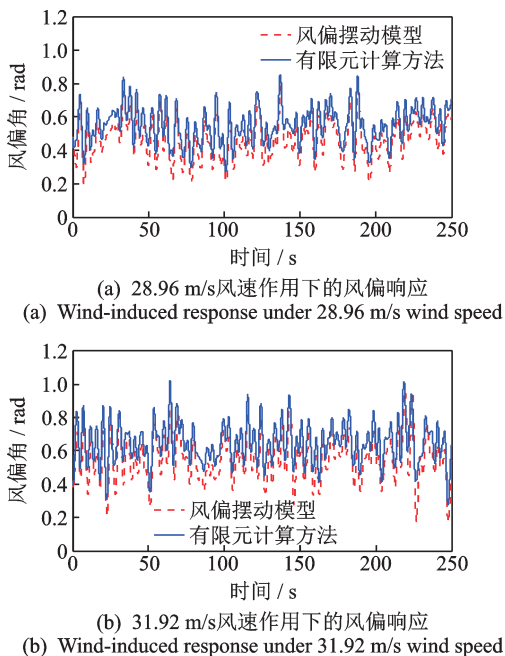 1.2
1.0
0.8
0.6
0.4
0.2
0
风偏角 / rad
风偏摆动模型
有限元计算方法
0
50
100
150
200
250
时间 / s
(a) 28.96 m/s风速作用下的风偏响应
(a) Wind-induced response under 28.96 m/s wind speed
1.2
1.0
0.8
0.6
0.4
0.2
0
风偏角 / rad
风偏摆动模型
有限元计算方法
0
50
100
150
200
250
时间 / s
(b) 31.92 m/s风速作用下的风偏响应
(b) Wind-induced response under 31.92 m/s wind speed